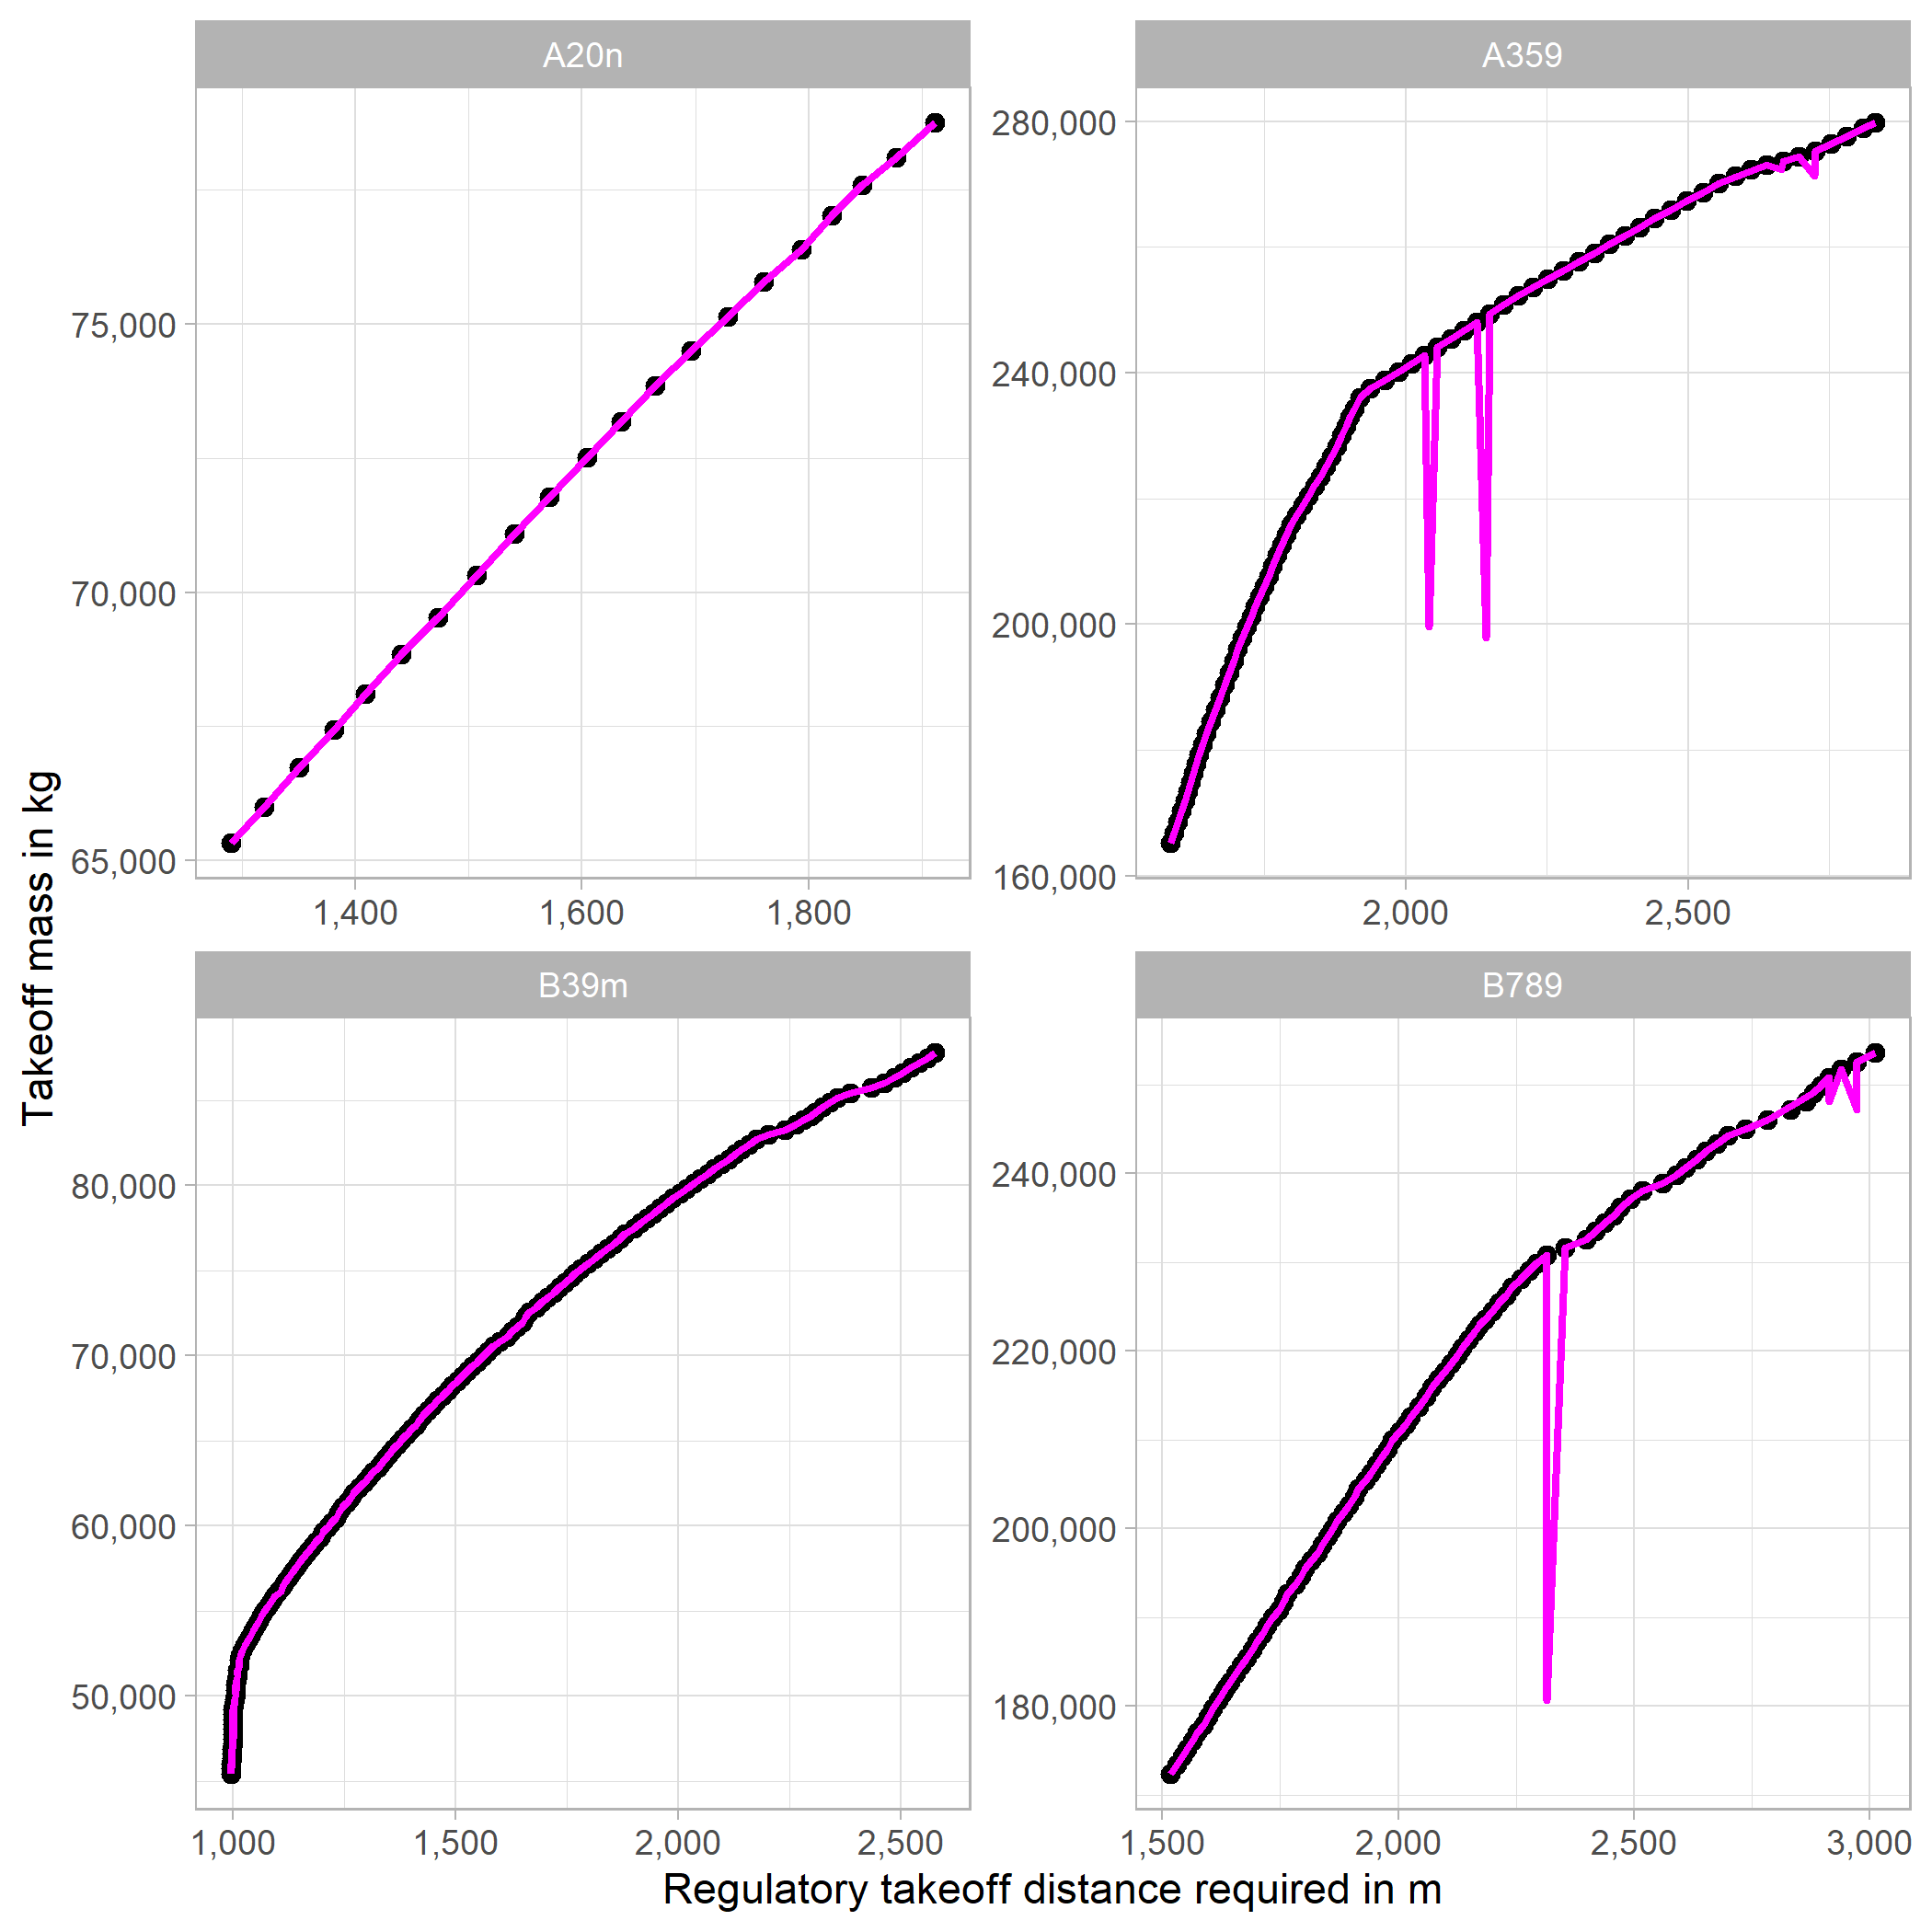 A20n
A359
75,000
70,000
65,000
1,400 1,600 1,800
280,000
240,000
200,000
160,000
2,000 2,500
B39m
B789
80,000
70,000
60,000
50,000
1,000 1,500 2,000 2,500
240,000
220,000
200,000
180,000
1,500 2,000 2,500 3,000
Takeoff mass in kg
Regulatory takeoff distance required in m